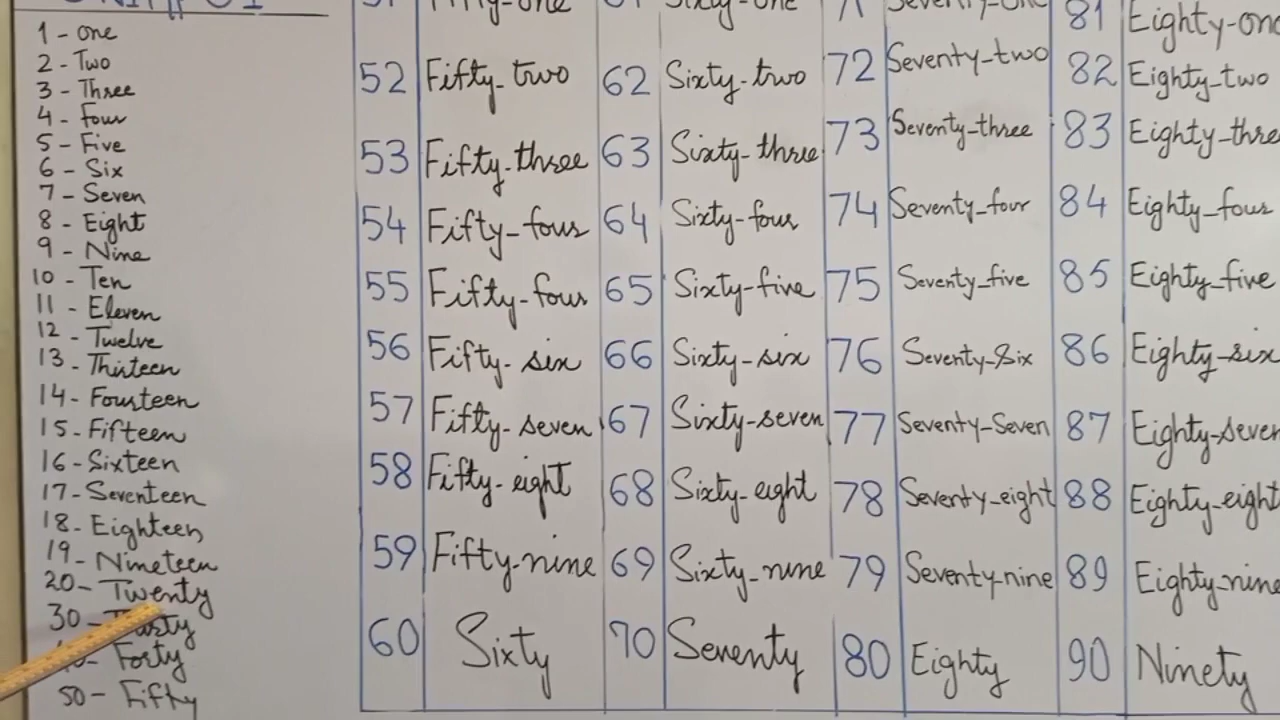 1 - One
2 - Two
3 - Three
4 - Four
5 - Five
6 - Six
7 - Seven
8 - Eight
9 - Nine
10 - Ten
11 - Eleven
12 - Twelve
13 - Thirteen
14 - Fourteen
15 - Fifteen
16 - Sixteen
17 - Seventeen
18 - Eighteen
19 - Nineteen
20 - Twenty
30 -
Forty
50 - Fifty
81 Eighty-one
52 Fifty-two 62 Sixty-two 72 Seventy-two 82 Eighty-two
53 Fifty-three 63 Sixty-three 73 Seventy-three 83 Eighty-three
54 Fifty-four 64 Sixty-four 74 Seventy-four 84 Eighty-four
55 Fifty-four 65 Sixty-five 75 Seventy-five 85 Eighty-five
56 Fifty-six 66 Sixty-six 76 Seventy-Six 86 Eighty-six
57 Fifty-seven 67 Sixty-seven 77 Seventy-Seven 87 Eighty-seven
58 Fifty-eight 68 Sixty-eight 78 Seventy-eight 88 Eighty-eight
59 Fifty-nine 69 Sixty-nine 79 Seventy-nine 89 Eighty-nine
60 Sixty 70 Seventy 80 Eighty 90 Ninety